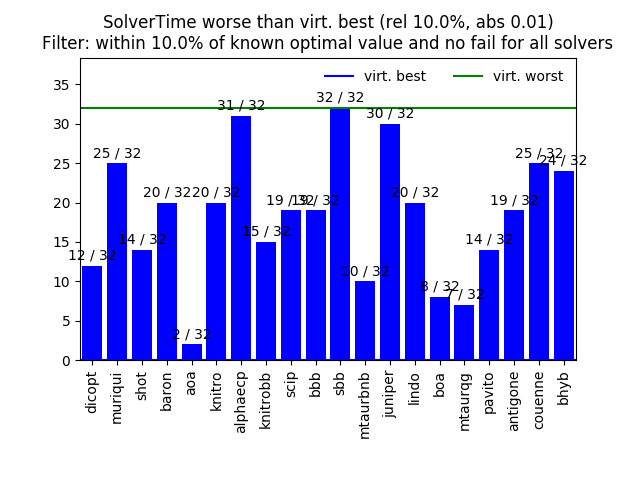 SolverTime worse than virt. best (rel 10.0%, abs 0.01)
Filter: within 10.0% of known optimal value and no fail for all solvers
virt. best
virt. worst
35
30
25
20
15
10
5
0
12 / 32
25 / 32
14 / 32
20 / 32
2 / 32
20 / 32
31 / 32
15 / 32
19 / 32
19 / 32
32 / 32
10 / 32
30 / 32
20 / 32
8 / 32
7 / 32
14 / 32
19 / 32
25 / 32
24 / 32
dicopt
muriqui
shot
baron
aoa
knitro
alphaecp
knitrobb
scip
bbb
sbb
mtaurbnb
juniper
lindo
boa
mtaurqg
pavito
antigone
couenne
bhyb